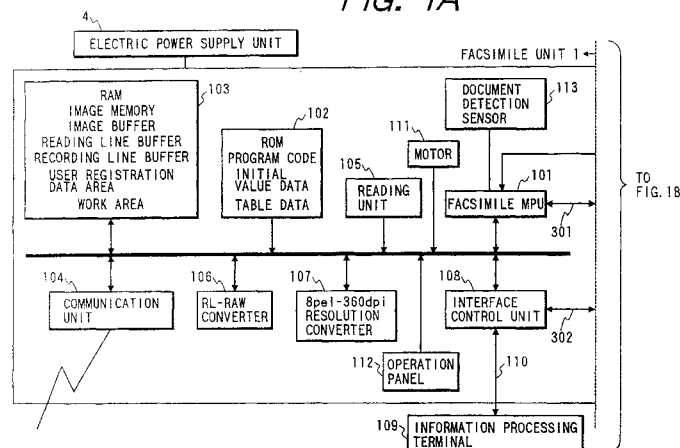 FIG. 1A
4
ELECTRIC POWER SUPPLY UNIT
FACSIMILE UNIT 1
103
RAM
IMAGE MEMORY
IMAGE BUFFER
READING LINE BUFFER
RECORDING LINE BUFFER
USER REGISTRATION
DATA AREA
WORK AREA
102
ROM
PROGRAM CODE
INITIAL
VALUE DATA
TABLE DATA
105
READING
UNIT
111
MOTOR
DOCUMENT
DETECTION
SENSOR
113
101
FACSIMILE MPU
301
TO
FIG. 1B
104
COMMUNICATION
UNIT
106
RL-RAW
CONVERTER
107
8pel-360dpi
RESOLUTION
CONVERTER
108
INTERFACE
CONTROL UNIT
302
112
OPERATION
PANEL
110
109
INFORMATION PROCESSING
TERMINAL